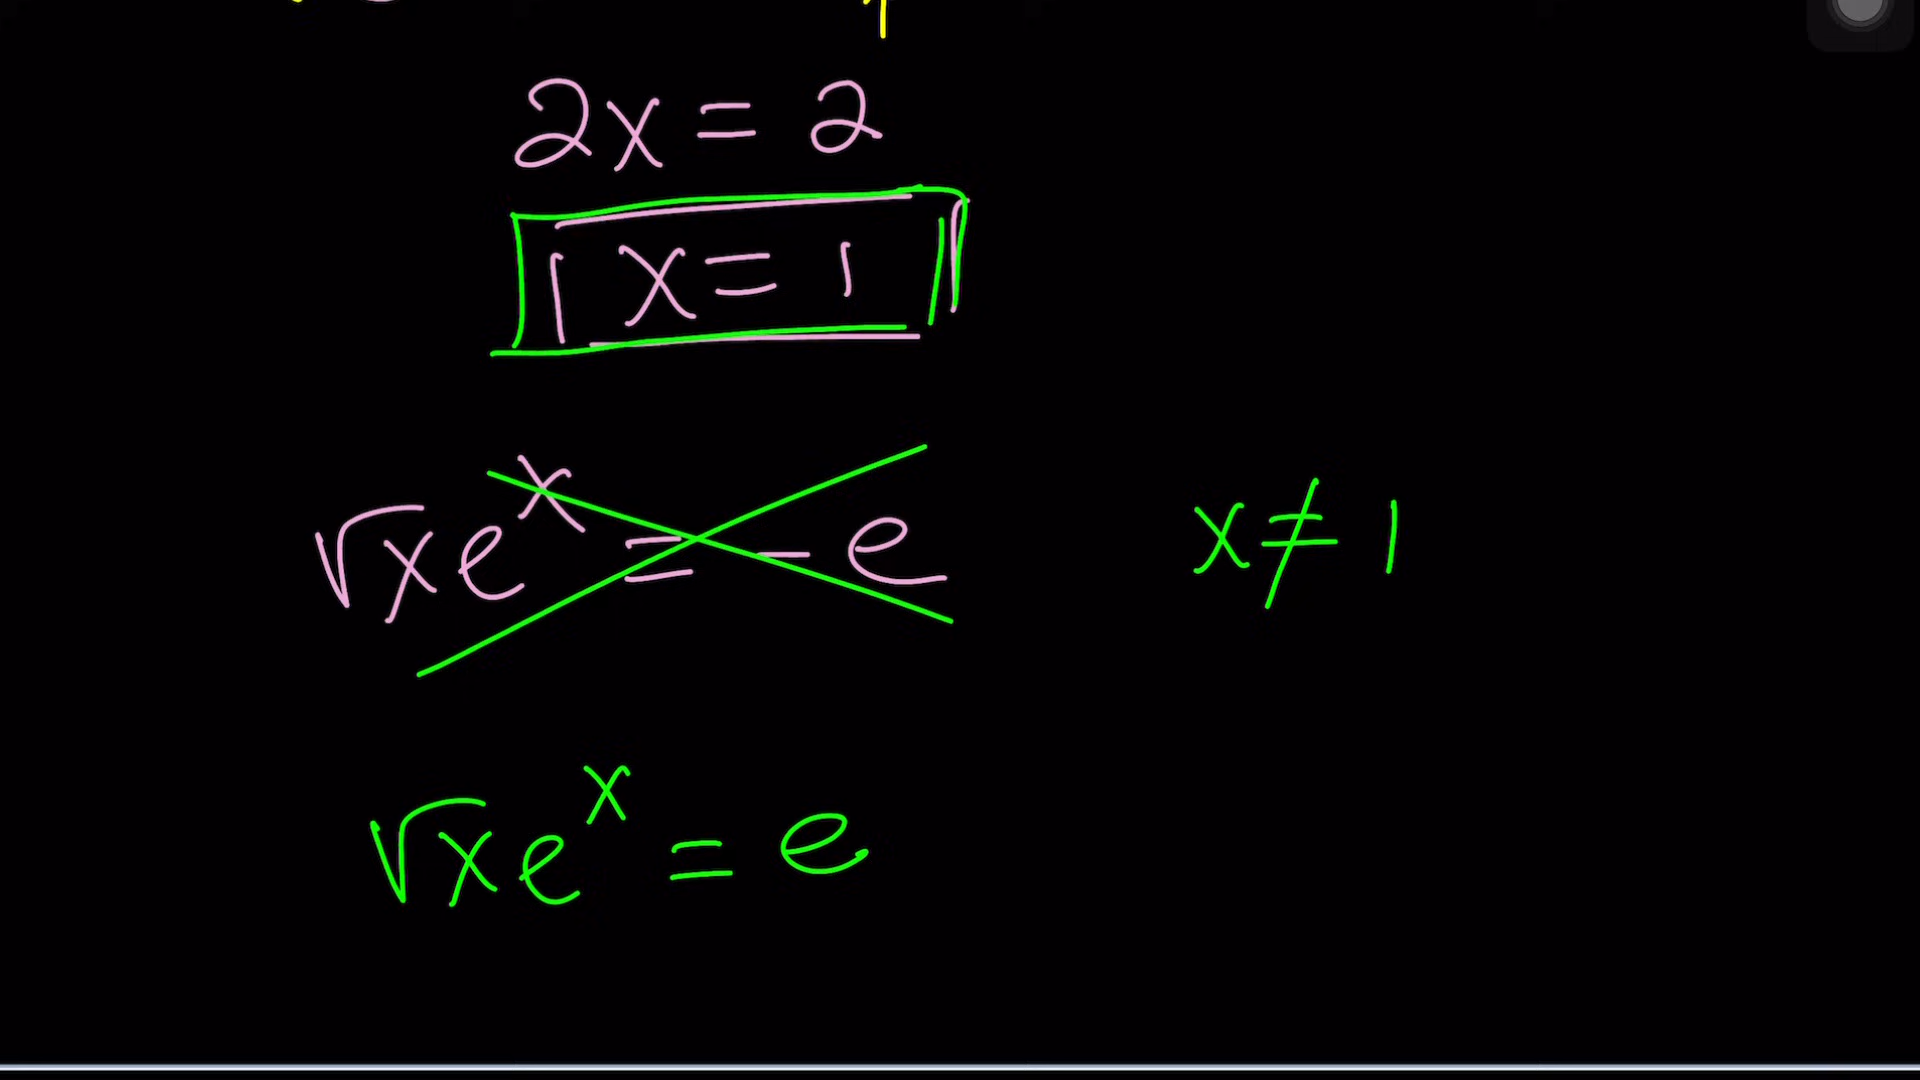 2x = 2
x = 1
√x e^x = - e
x ≠ 1
√x e^x = e